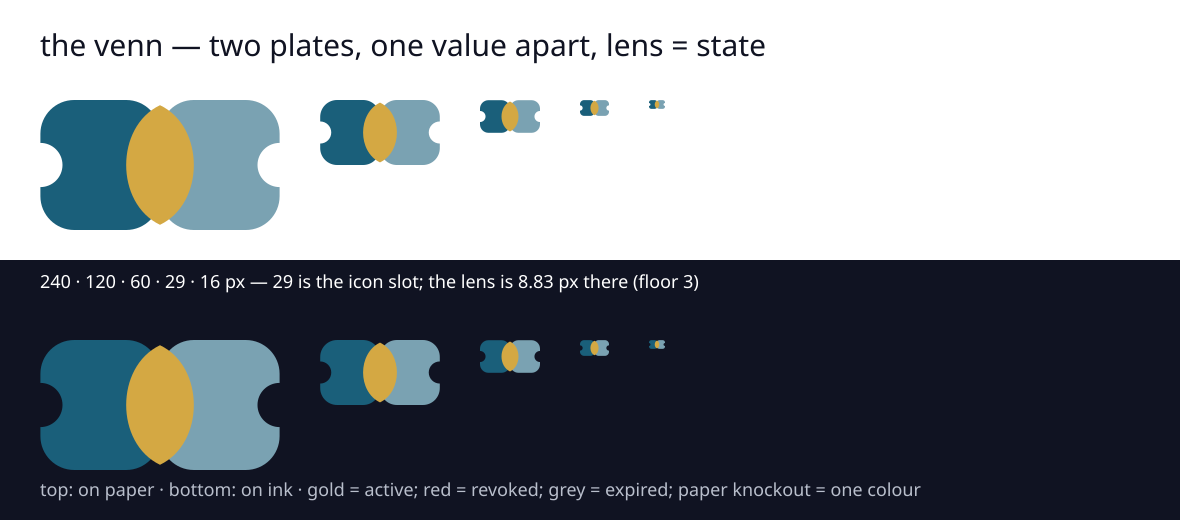 the venn — two plates, one value apart, lens = state
240 · 120 · 60 · 29 · 16 px — 29 is the icon slot; the lens is 8.83 px there (floor 3)
top: on paper · bottom: on ink · gold = active; red = revoked; grey = expired; paper knockout = one colour